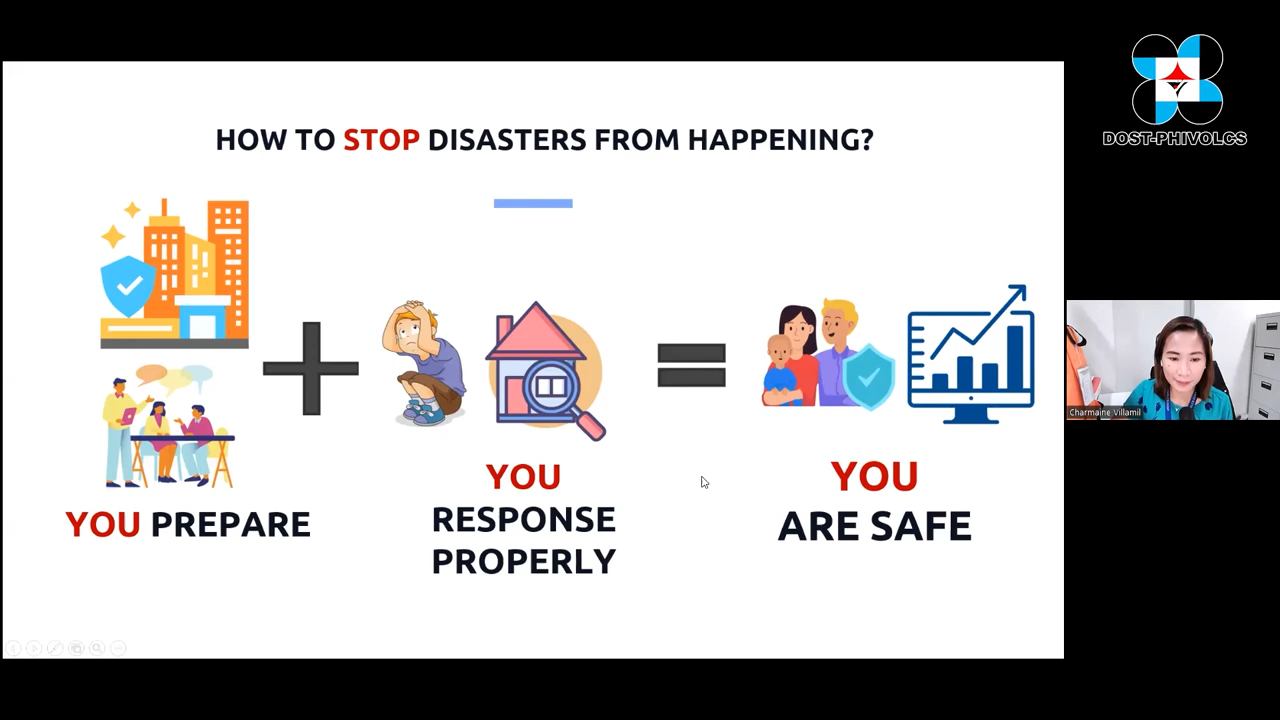 HOW TO STOP DISASTERS FROM HAPPENING?
YOU PREPARE
YOU
RESPONSE
PROPERLY
YOU
ARE SAFE
DOST-PHIVOLCS
Charmaine Villamil